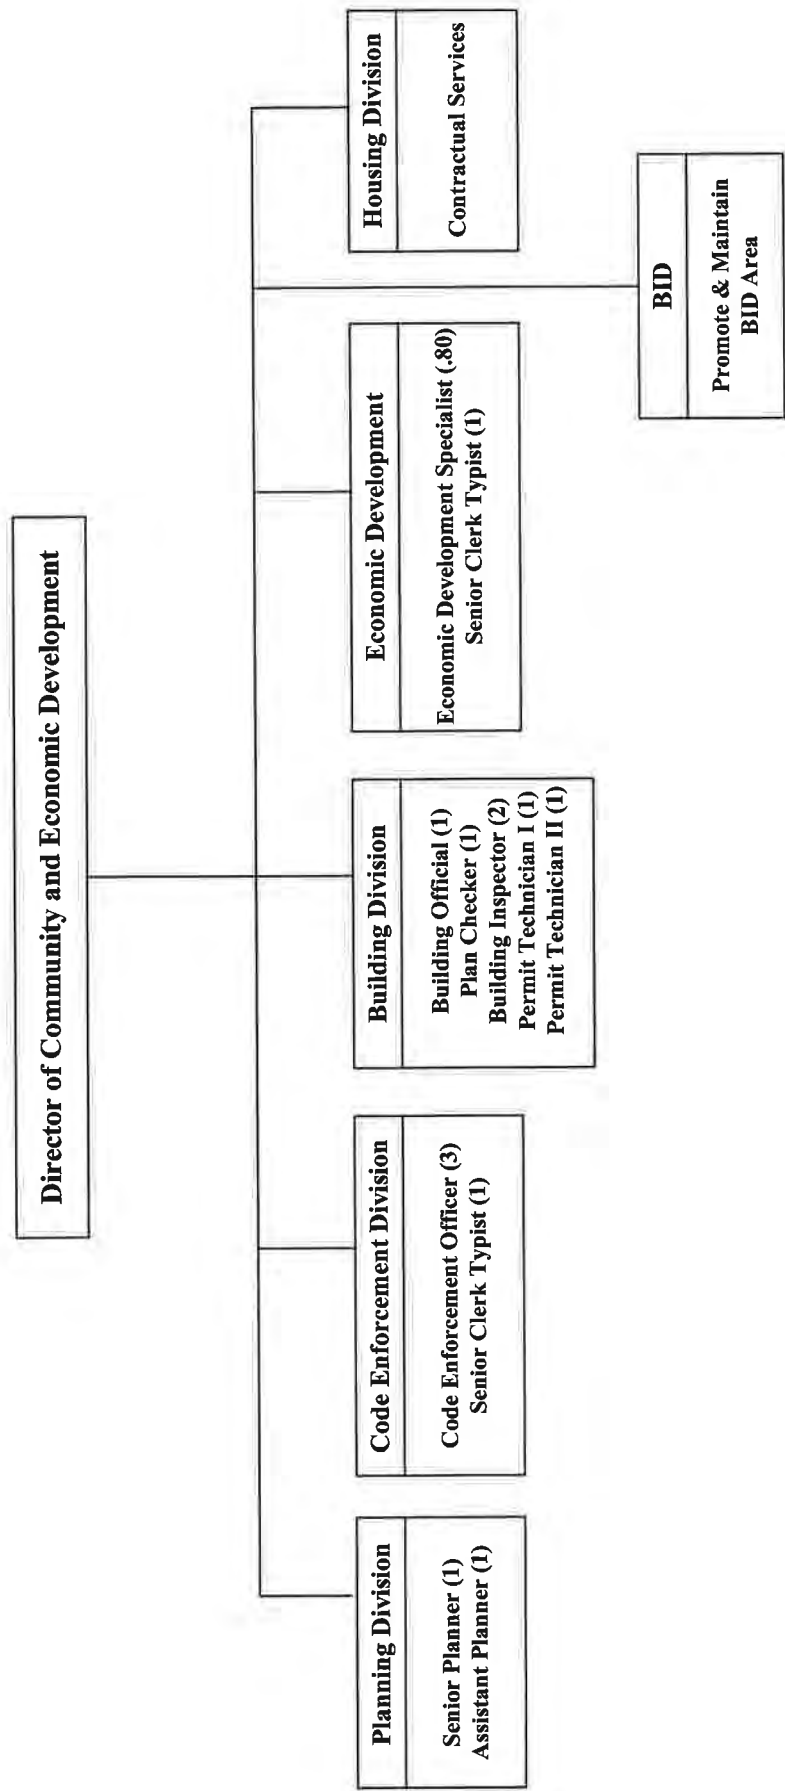 Director of Community and Economic Development
Planning Division
Senior Planner (1)
Assistant Planner (1)
Code Enforcement Division
Code Enforcement Officer (3)
Senior Clerk Typist (1)
Building Division
Building Official (1)
Plan Checker (1)
Building Inspector (2)
Permit Technician I (1)
Permit Technician II (1)
Economic Development
Economic Development Specialist (.80)
Senior Clerk Typist (1)
Housing Division
Contractual Services
BID
Promote & Maintain
BID Area